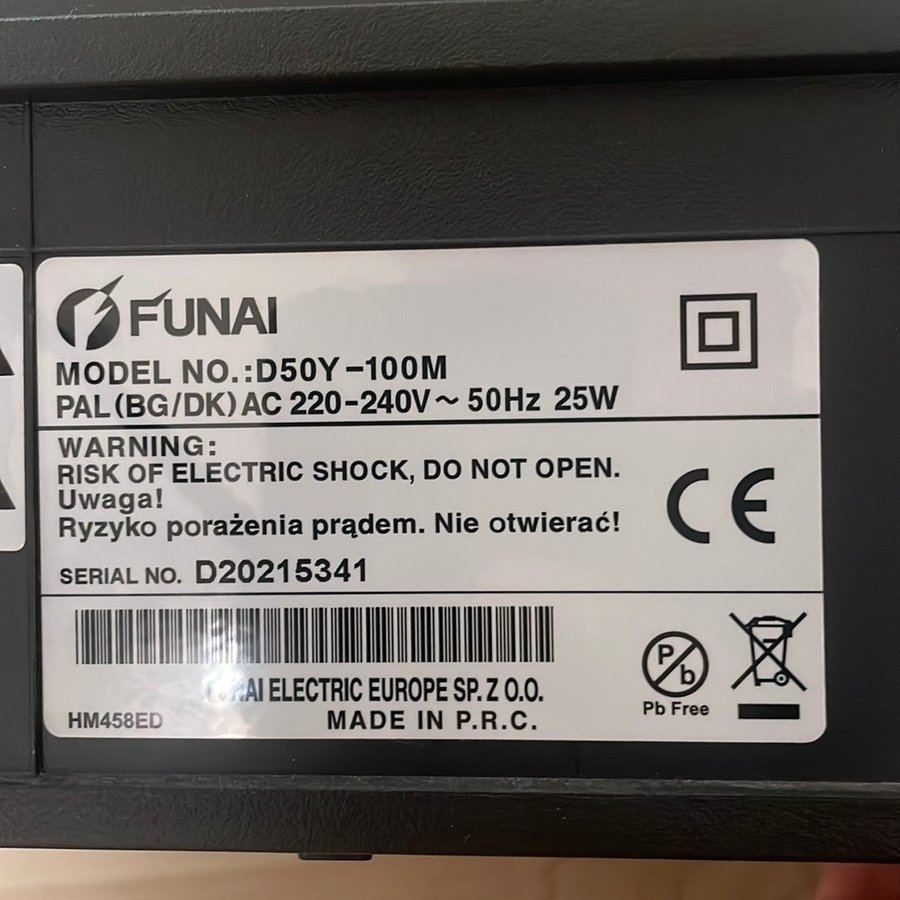 FUNAI
MODEL NO.:D50Y-100M
PAL(BG/DK)AC 220-240V~ 50Hz 25W
WARNING:
RISK OF ELECTRIC SHOCK, DO NOT OPEN.
Uwaga!
Ryzyko porażenia prądem. Nie otwierać!
CE
SERIAL NO. D20215341
FUNAI ELECTRIC EUROPE SP. Z O.O.
HM458ED
MADE IN P.R.C.
Pb
Pb Free